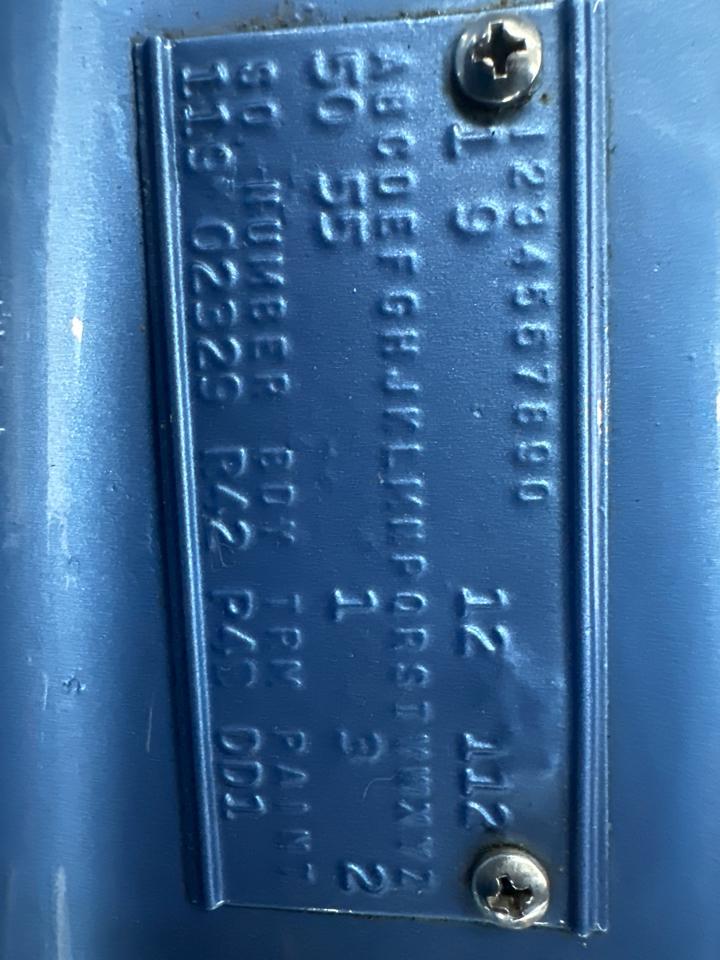 1234567890
1 9 12 112
ABCDEFGHJKLMNPQRSTUVWXYZ
50 55 1 3 2
SO NUMBER BDY TRM PAINT
119 02329 P42 P4C DD1